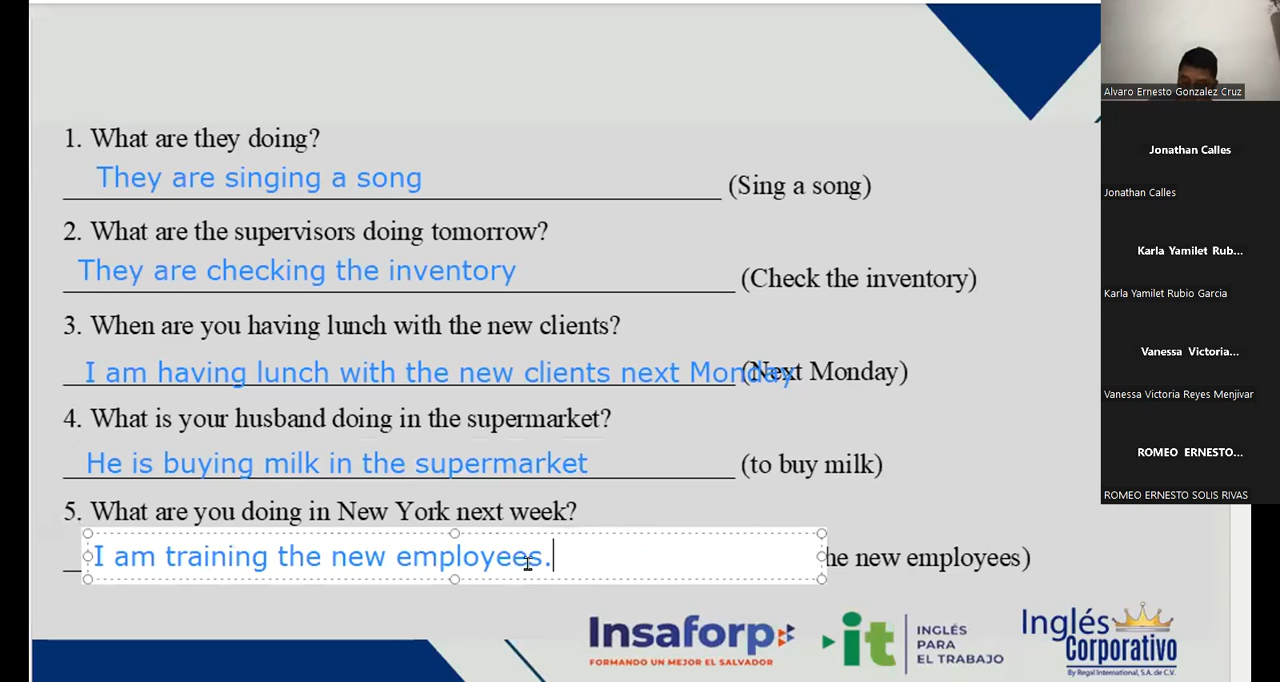 1. What are they doing?
They are singing a song (Sing a song)
2. What are the supervisors doing tomorrow?
They are checking the inventory (Check the inventory)
3. When are you having lunch with the new clients?
I am having lunch with the new clients next Monday (Next Monday)
4. What is your husband doing in the supermarket?
He is buying milk in the supermarket (to buy milk)
5. What are you doing in New York next week?
I am training the new employees. he new employees)
Insaforp
FORMANDO UN MEJOR EL SALVADOR
it
INGLÉS
PARA
EL TRABAJO
Inglés
Corporativo
By Regal International, S.A. de C.V.
Alvaro Ernesto Gonzalez Cruz
Jonathan Calles
Jonathan Calles
Karla Yamilet Rub...
Karla Yamilet Rubio Garcia
Vanessa Victoria...
Vanessa Victoria Reyes Menjivar
ROMEO ERNESTO...
ROMEO ERNESTO SOLIS RIVAS